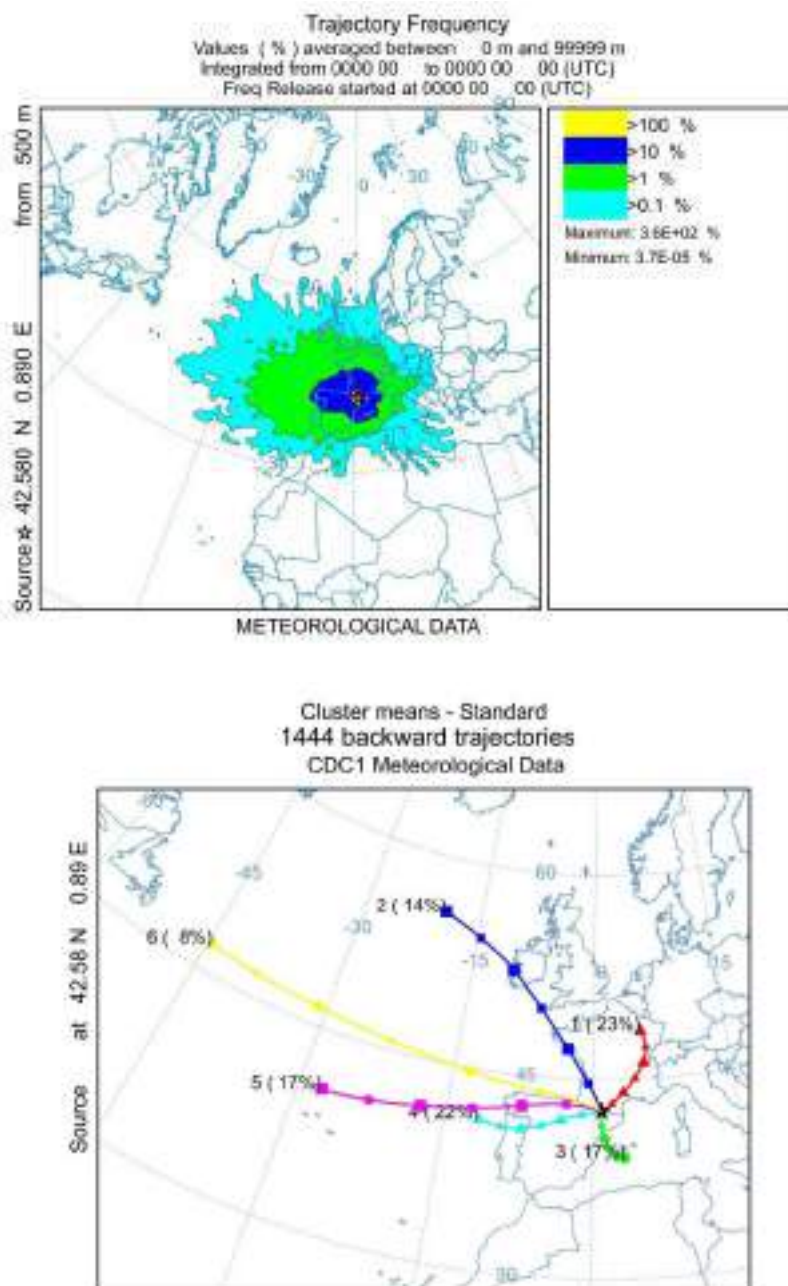 Trajectory Frequency
Values ( % ) averaged between 0 m and 99999 m
Integrated from 0000 00 to 0000 00 00 (UTC)
Freq Release started at 0000 00 00 (UTC)
Source ☆ 42.580 N 0.890 E from 500 m
-30
0
30
>100 %
>10 %
>1 %
>0.1 %
Maximum: 3.6E+02 %
Minimum: 3.7E-05 %
METEOROLOGICAL DATA
Cluster means - Standard
1444 backward trajectories
CDC1 Meteorological Data
Source at 42.58 N 0.89 E
-45
60
2 ( 14%)
-30
6 ( 8%)
-15
15
1 ( 23%)
45
5 ( 17%)
4 ( 22%)
3 ( 17%)
30